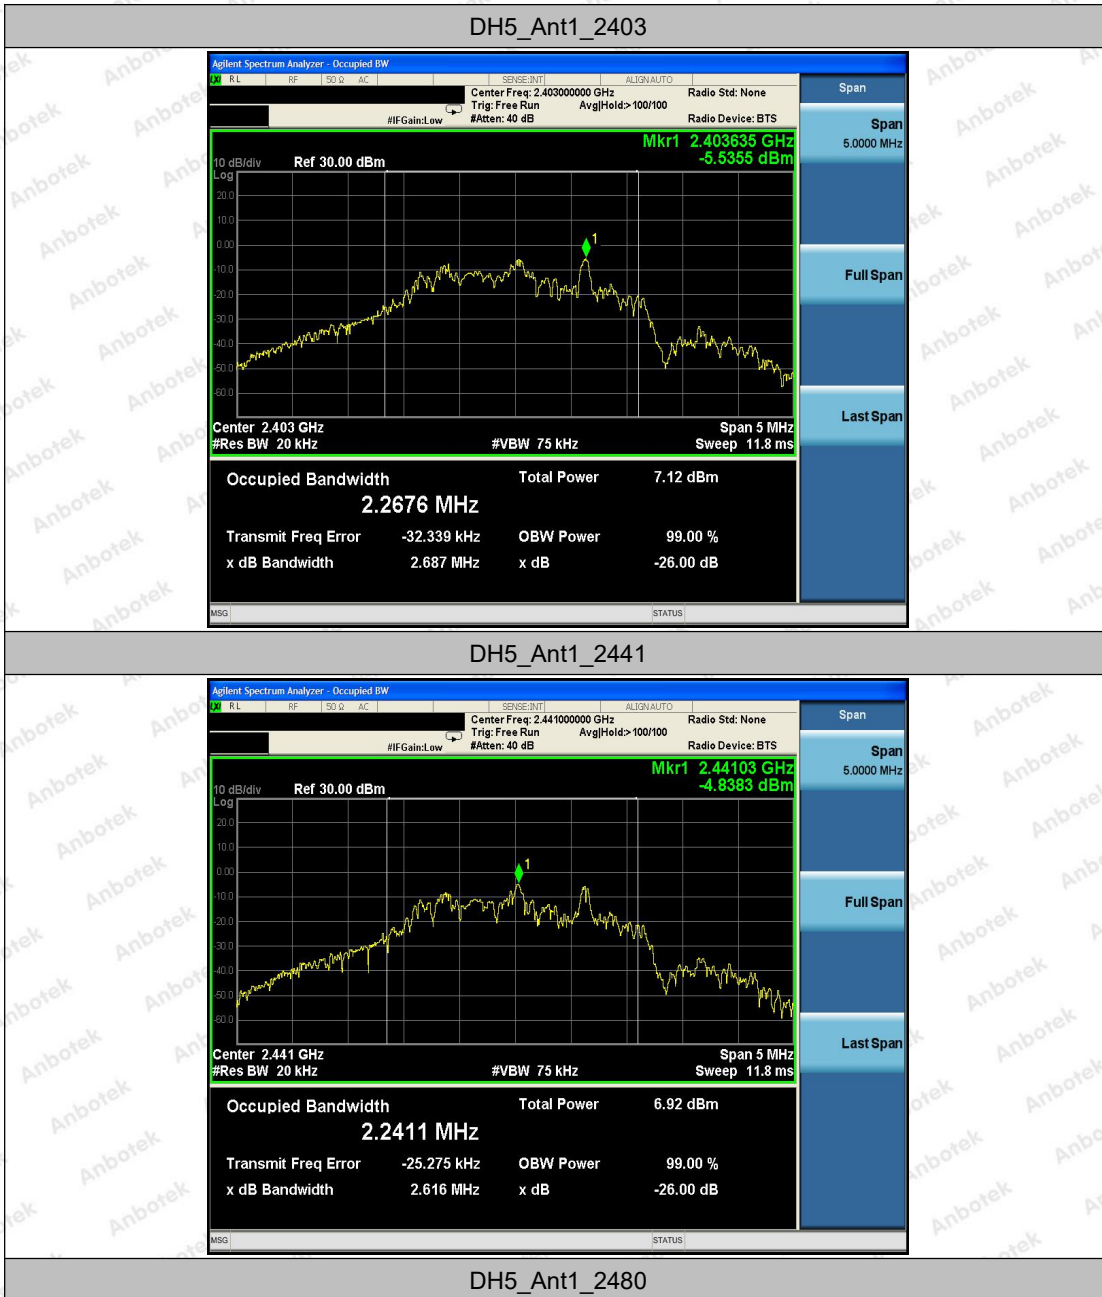 DH5_Ant1_2403
Agilent Spectrum Analyzer - Occupied BW
LXI RL RF 50 Ω AC SENSE:INT ALIGN AUTO
Center Freq: 2.403000000 GHz Radio Std: None
Trig: Free Run Avg|Hold:>100/100
#IFGain:Low #Atten: 40 dB Radio Device: BTS
Span
Span
5.0000 MHz
Full Span
Last Span
Mkr1 2.403635 GHz
-5.5355 dBm
10 dB/div Ref 30.00 dBm
Log
20.0
10.0
0.00
-10.0
-20.0
-30.0
-40.0
-50.0
-60.0
1
Center 2.403 GHz Span 5 MHz
#Res BW 20 kHz #VBW 75 kHz Sweep 11.8 ms
Occupied Bandwidth Total Power 7.12 dBm
2.2676 MHz
Transmit Freq Error -32.339 kHz OBW Power 99.00 %
x dB Bandwidth 2.687 MHz x dB -26.00 dB
MSG STATUS
DH5_Ant1_2441
Agilent Spectrum Analyzer - Occupied BW
LXI RL RF 50 Ω AC SENSE:INT ALIGN AUTO
Center Freq: 2.441000000 GHz Radio Std: None
Trig: Free Run Avg|Hold:>100/100
#IFGain:Low #Atten: 40 dB Radio Device: BTS
Span
Span
5.0000 MHz
Full Span
Last Span
Mkr1 2.44103 GHz
-4.8383 dBm
10 dB/div Ref 30.00 dBm
Log
20.0
10.0
0.00
-10.0
-20.0
-30.0
-40.0
-50.0
-60.0
1
Center 2.441 GHz Span 5 MHz
#Res BW 20 kHz #VBW 75 kHz Sweep 11.8 ms
Occupied Bandwidth Total Power 6.92 dBm
2.2411 MHz
Transmit Freq Error -25.275 kHz OBW Power 99.00 %
x dB Bandwidth 2.616 MHz x dB -26.00 dB
MSG STATUS
DH5_Ant1_2480
Anbotek